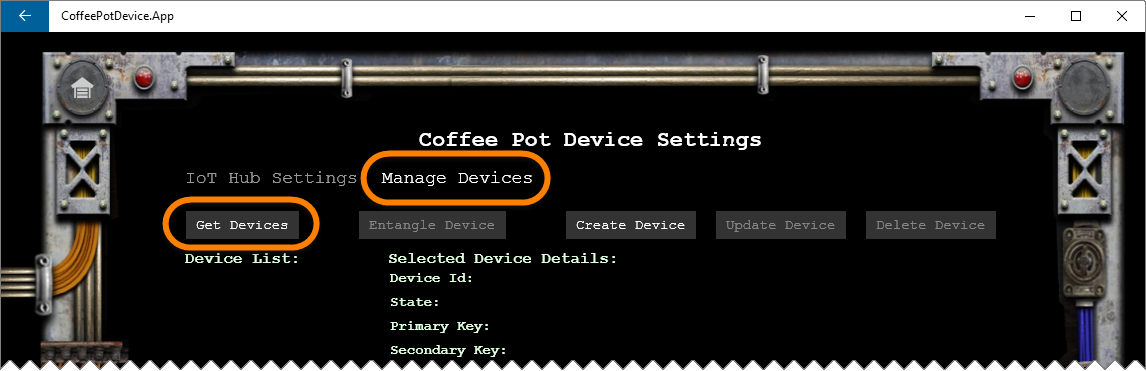 CoffeePotDevice.App
Coffee Pot Device Settings
IoT Hub Settings Manage Devices
Get Devices Entangle Device Create Device Update Device Delete Device
Device List: Selected Device Details:
Device Id:
State:
Primary Key:
Secondary Key: